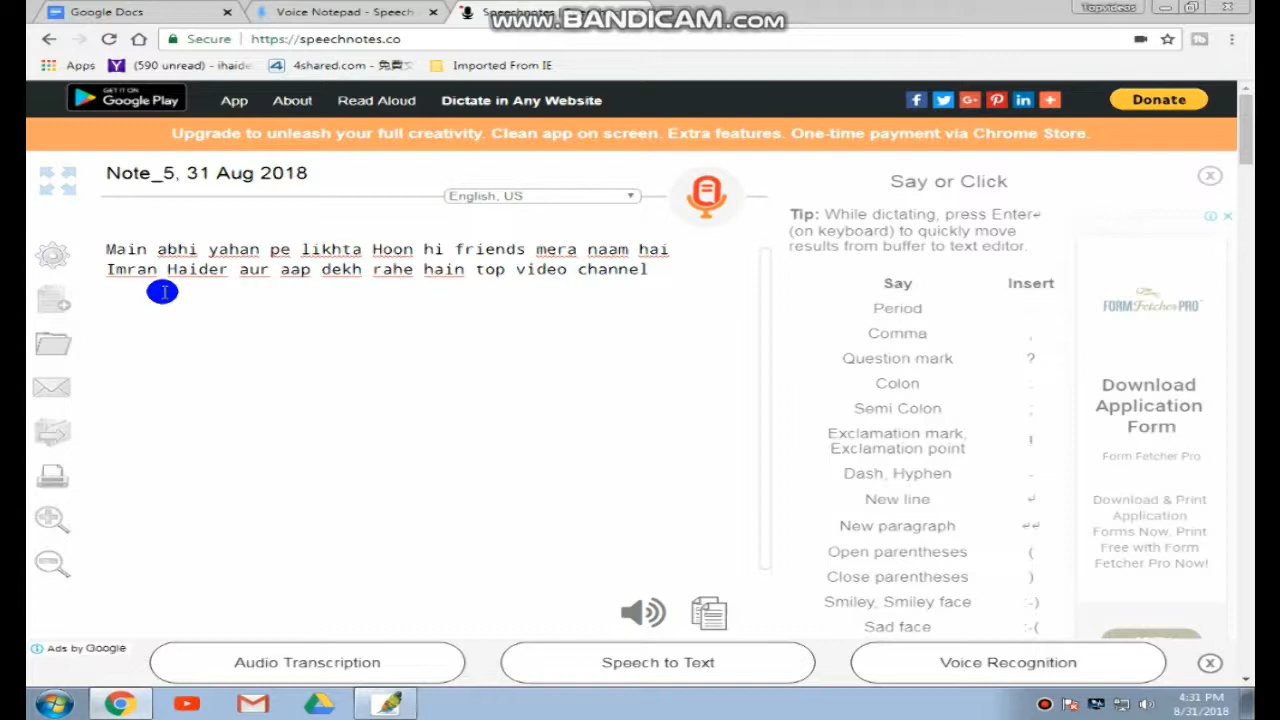 Google Docs
Voice Notepad - Speech
Speechnotes
www.BANDICAM.com
Topvideos
Secure
https://speechnotes.co
Apps
(590 unread) - ihaide
4shared.com - 免費
Imported From IE
GET IT ON
Google Play
App
About
Read Aloud
Dictate in Any Website
Donate
Upgrade to unleash your full creativity. Clean app on screen. Extra features. One-time payment via Chrome Store.
Note_5, 31 Aug 2018
English, US
Main abhi yahan pe likhta Hoon hi friends mera naam hai
Imran Haider aur aap dekh rahe hain top video channel
Say or Click
Tip: While dictating, press Enter↵
(on keyboard) to quickly move
results from buffer to text editor.
Say Insert
Period
Comma ,
Question mark ?
Colon :
Semi Colon ;
Exclamation mark,
Exclamation point !
Dash, Hyphen -
New line ↵
New paragraph ↵↵
Open parentheses (
Close parentheses )
Smiley, Smiley face :-)
Sad face :-(
FORMFetcherPRO
Download
Application
Form
Form Fetcher Pro
Download & Print
Application
Forms Now. Print
Free with Form
Fetcher Pro Now!
Ads by Google
Audio Transcription
Speech to Text
Voice Recognition
4:31 PM
8/31/2018